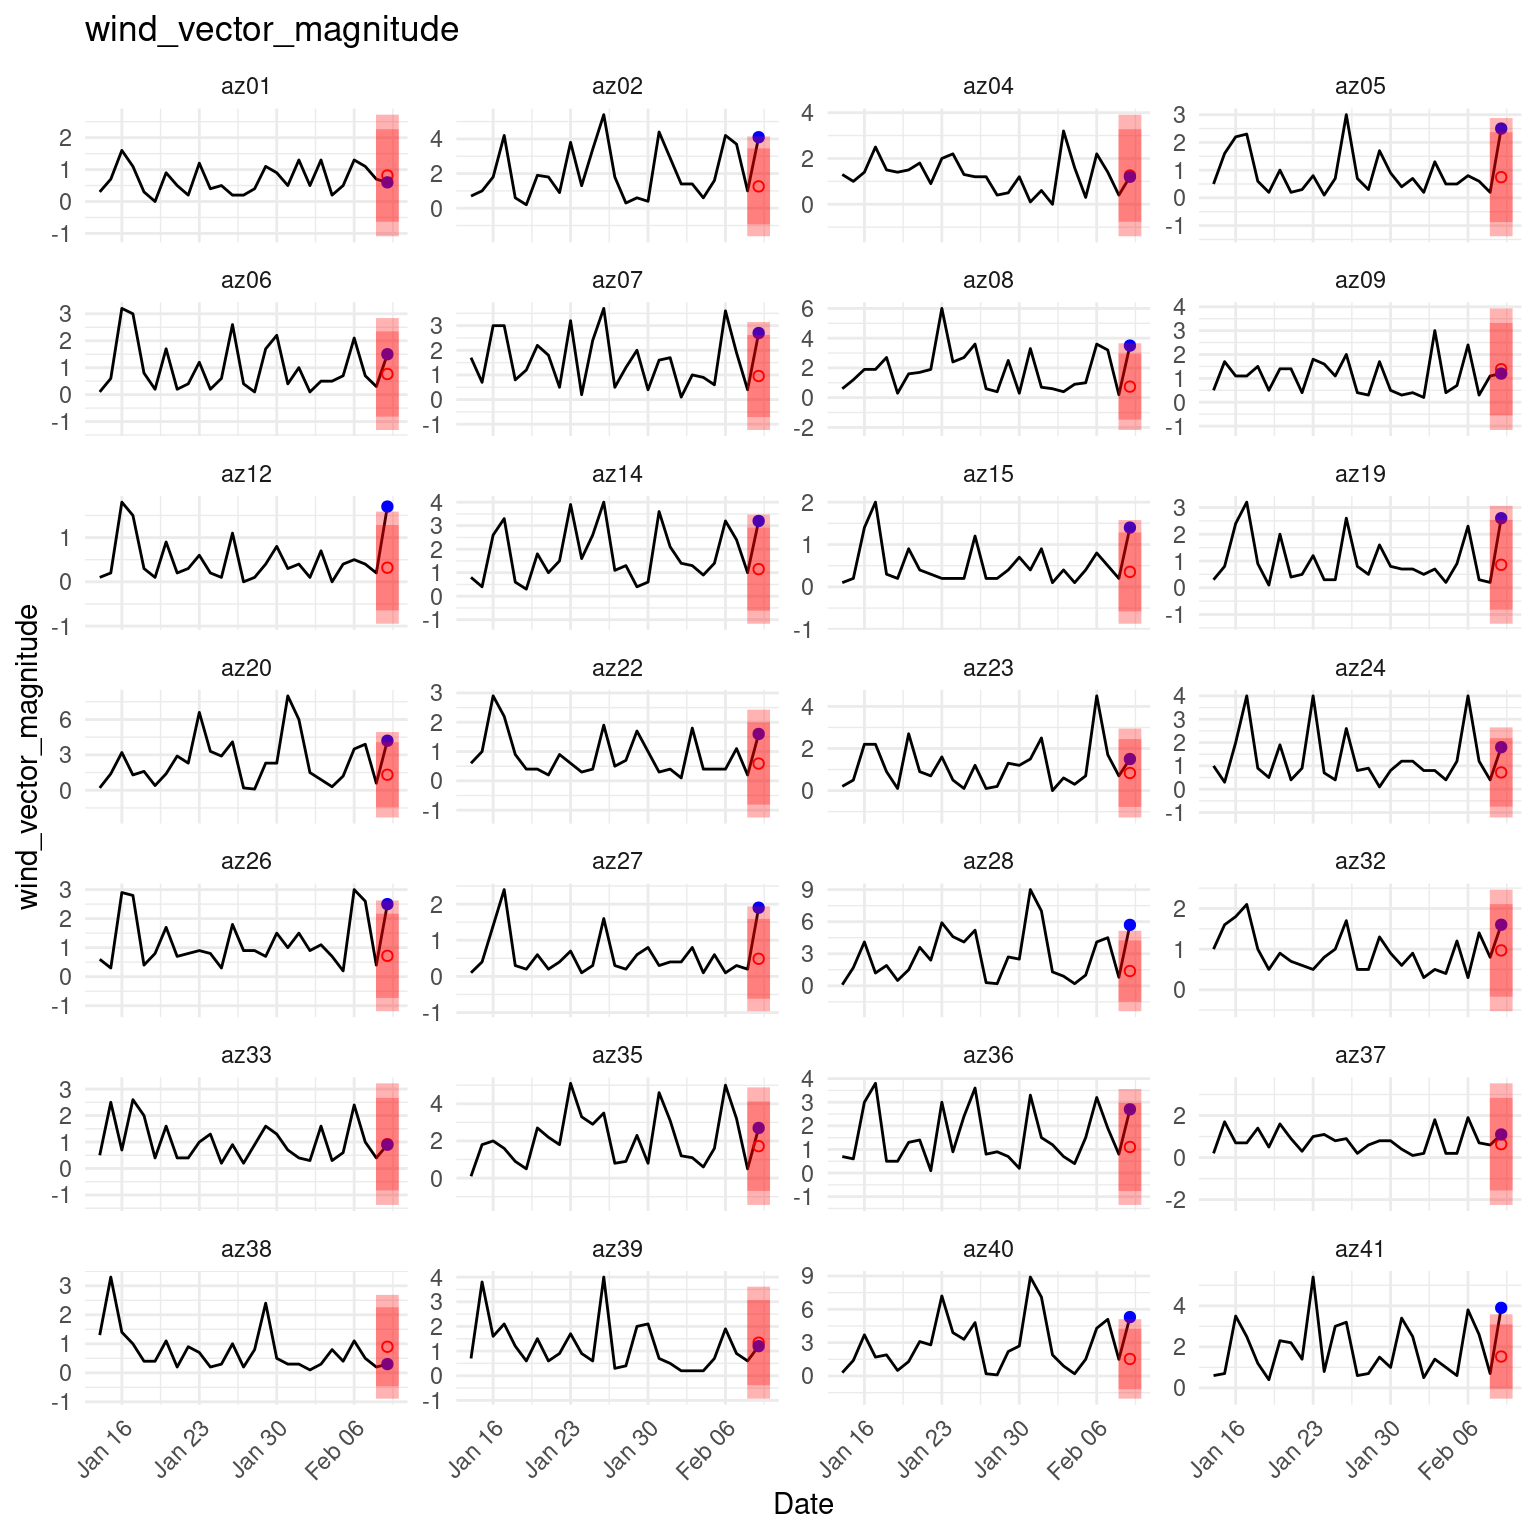 wind_vector_magnitude
az01 az02 az04 az05
2 4 4 3
1 2 2 2
0 0 0 1
-1 0
-1
az06 az07 az08 az09
3 3 6 4
2 2 4 3
1 1 2 2
0 0 0 1
-1 -1 -2 0
-1
az12 az14 az15 az19
1 4 2 3
0 3 1 2
-1 2 0 1
1 -1 0
0 -1
-1
az20 az22 az23 az24
6 3 4 4
3 2 2 3
0 1 0 2
0 1
-1 0
-1
wind_vector_magnitude
az26 az27 az28 az32
3 2 9 2
2 1 6 1
1 0 3 0
0 -1 0
-1
az33 az35 az36 az37
3 4 4 2
2 2 3 0
1 0 2 -2
0 1
-1 0
-1
az38 az39 az40 az41
3 4 9 4
2 3 6 2
1 2 3 0
0 1 0
-1 0
-1
Jan 16 Jan 23 Jan 30 Feb 06 Jan 16 Jan 23 Jan 30 Feb 06 Jan 16 Jan 23 Jan 30 Feb 06 Jan 16 Jan 23 Jan 30 Feb 06
Date